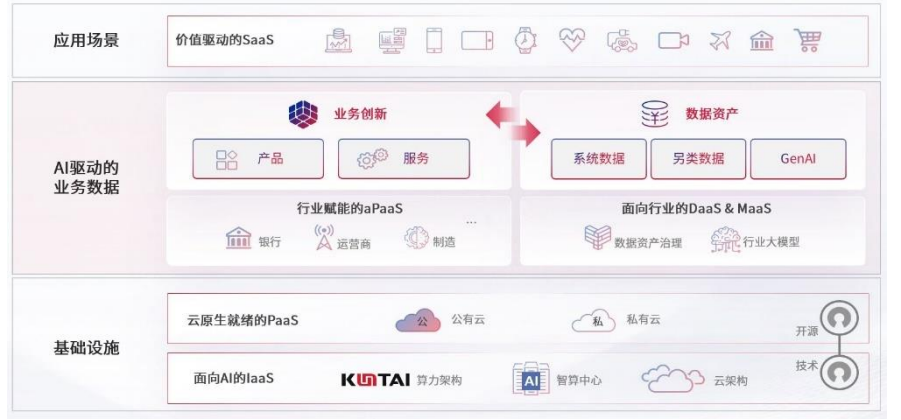 应用场景
价值驱动的SaaS
AI驱动的
业务数据
业务创新
产品
服务
数据资产
¥
系统数据
另类数据
GenAI
行业赋能的aPaaS
...
银行
运营商
制造
面向行业的DaaS & MaaS
数据资产治理
行业大模型
基础设施
云原生就绪的PaaS
公
公有云
私
私有云
开源
面向AI的IaaS
KUNTAI 算力架构
AI
智算中心
云架构
技术